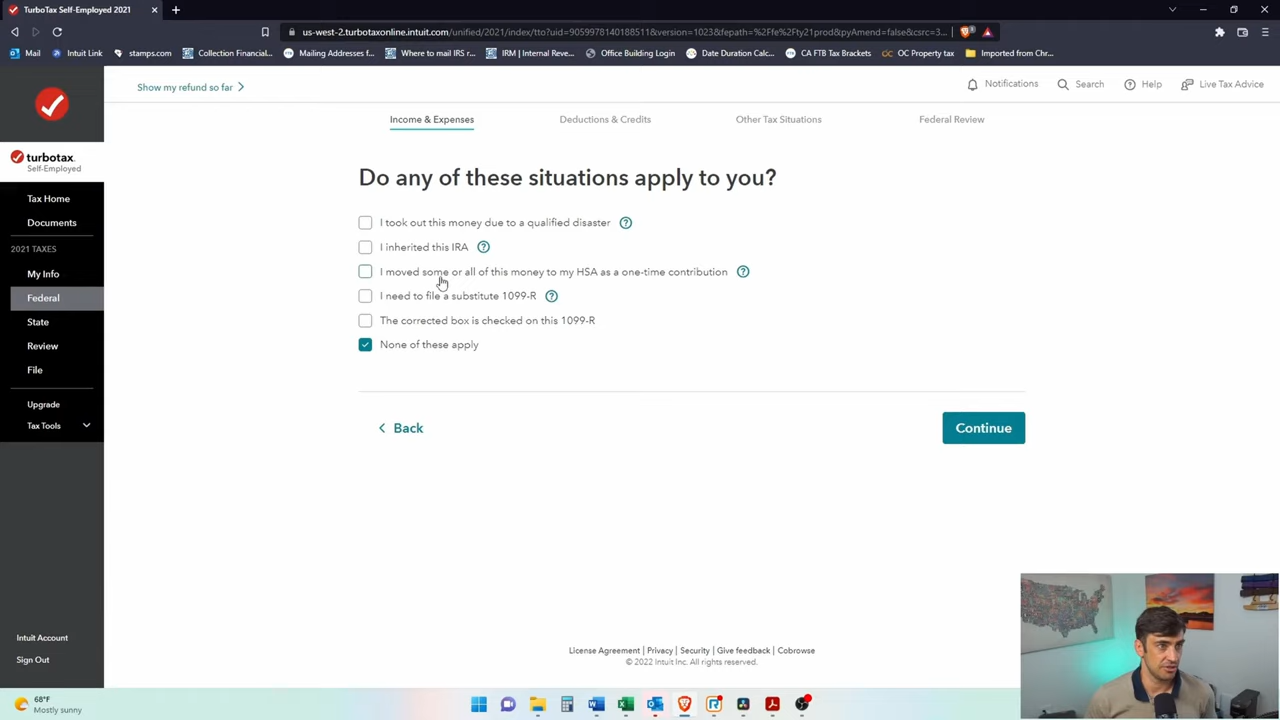 TurboTax Self-Employed 2021
us-west-2.turbotaxonline.intuit.com/unified/2021/index/tto?uid=9059978140188511&version=1023&fepath=%2Ffe%2Fty21prod&pyAmend=false&csrc=3...
Mail
Intuit Link
stamps.com
Collection Financial...
Where to mail IRS r...
IRM | Internal Reve...
Office Building Login
Mailing Addresses f...
Date Duration Calc...
CA FTB Tax Brackets
OC Property tax
Imported from Chr...
Show my refund so far
Notifications
Search
Help
Live Tax Advice
turbotax
Self-Employed
Tax Home
Documents
2021 TAXES
My Info
Federal
State
Review
File
Upgrade
Tax Tools
Intuit Account
Sign Out
Income & Expenses
Deductions & Credits
Other Tax Situations
Federal Review
Do any of these situations apply to you?
I took out this money due to a qualified disaster
I inherited this IRA
I moved some or all of this money to my HSA as a one-time contribution
I need to file a substitute 1099-R
The corrected box is checked on this 1099-R
None of these apply
Back
Continue
License Agreement | Privacy | Security | Give feedback | Cobrowse
© 2022 Intuit Inc. All rights reserved.
68°F
Mostly sunny